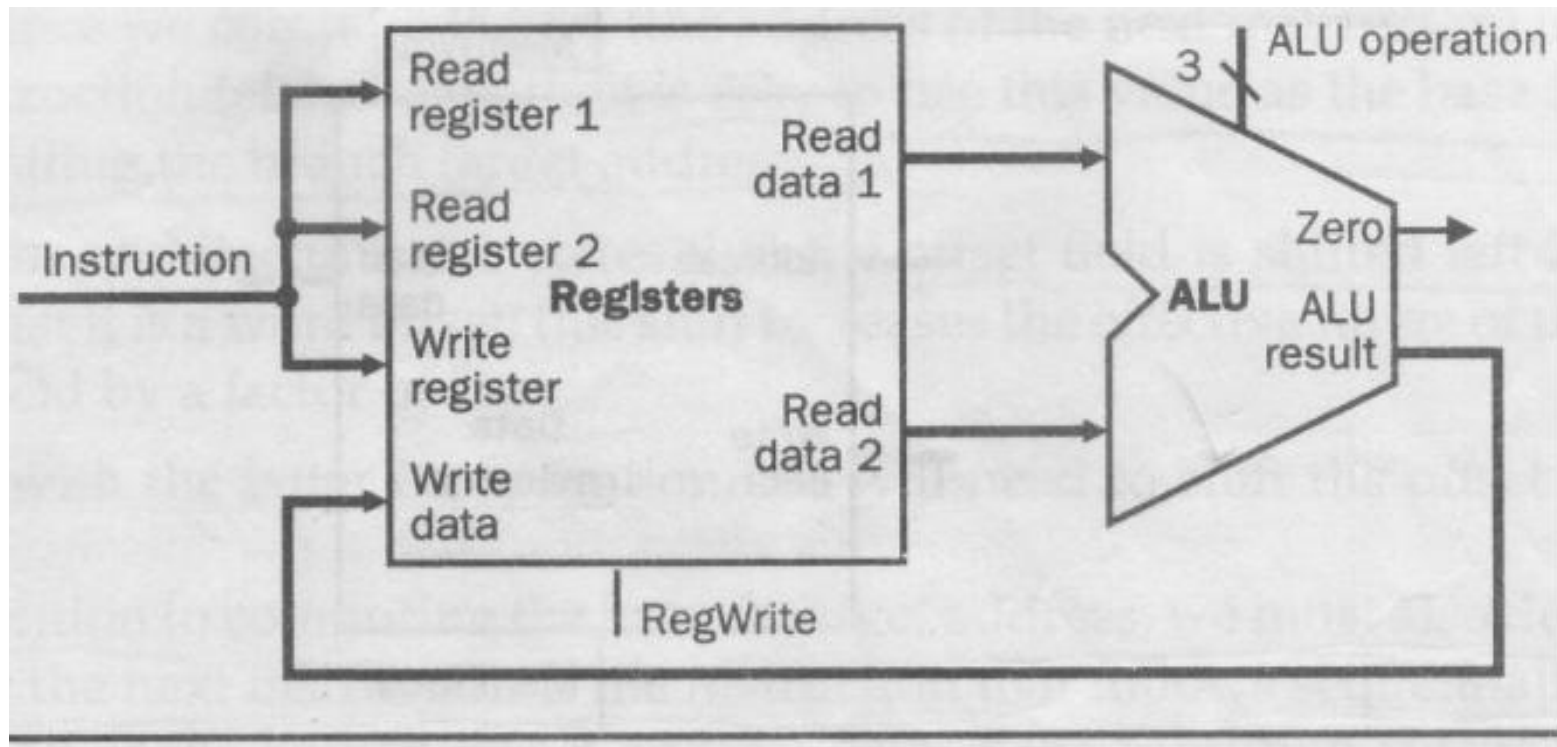 Instruction
Read
register 1
Read
register 2
Registers
Write
register
Write
data
Read
data 1
Read
data 2
RegWrite
3
ALU operation
Zero
ALU
ALU
result